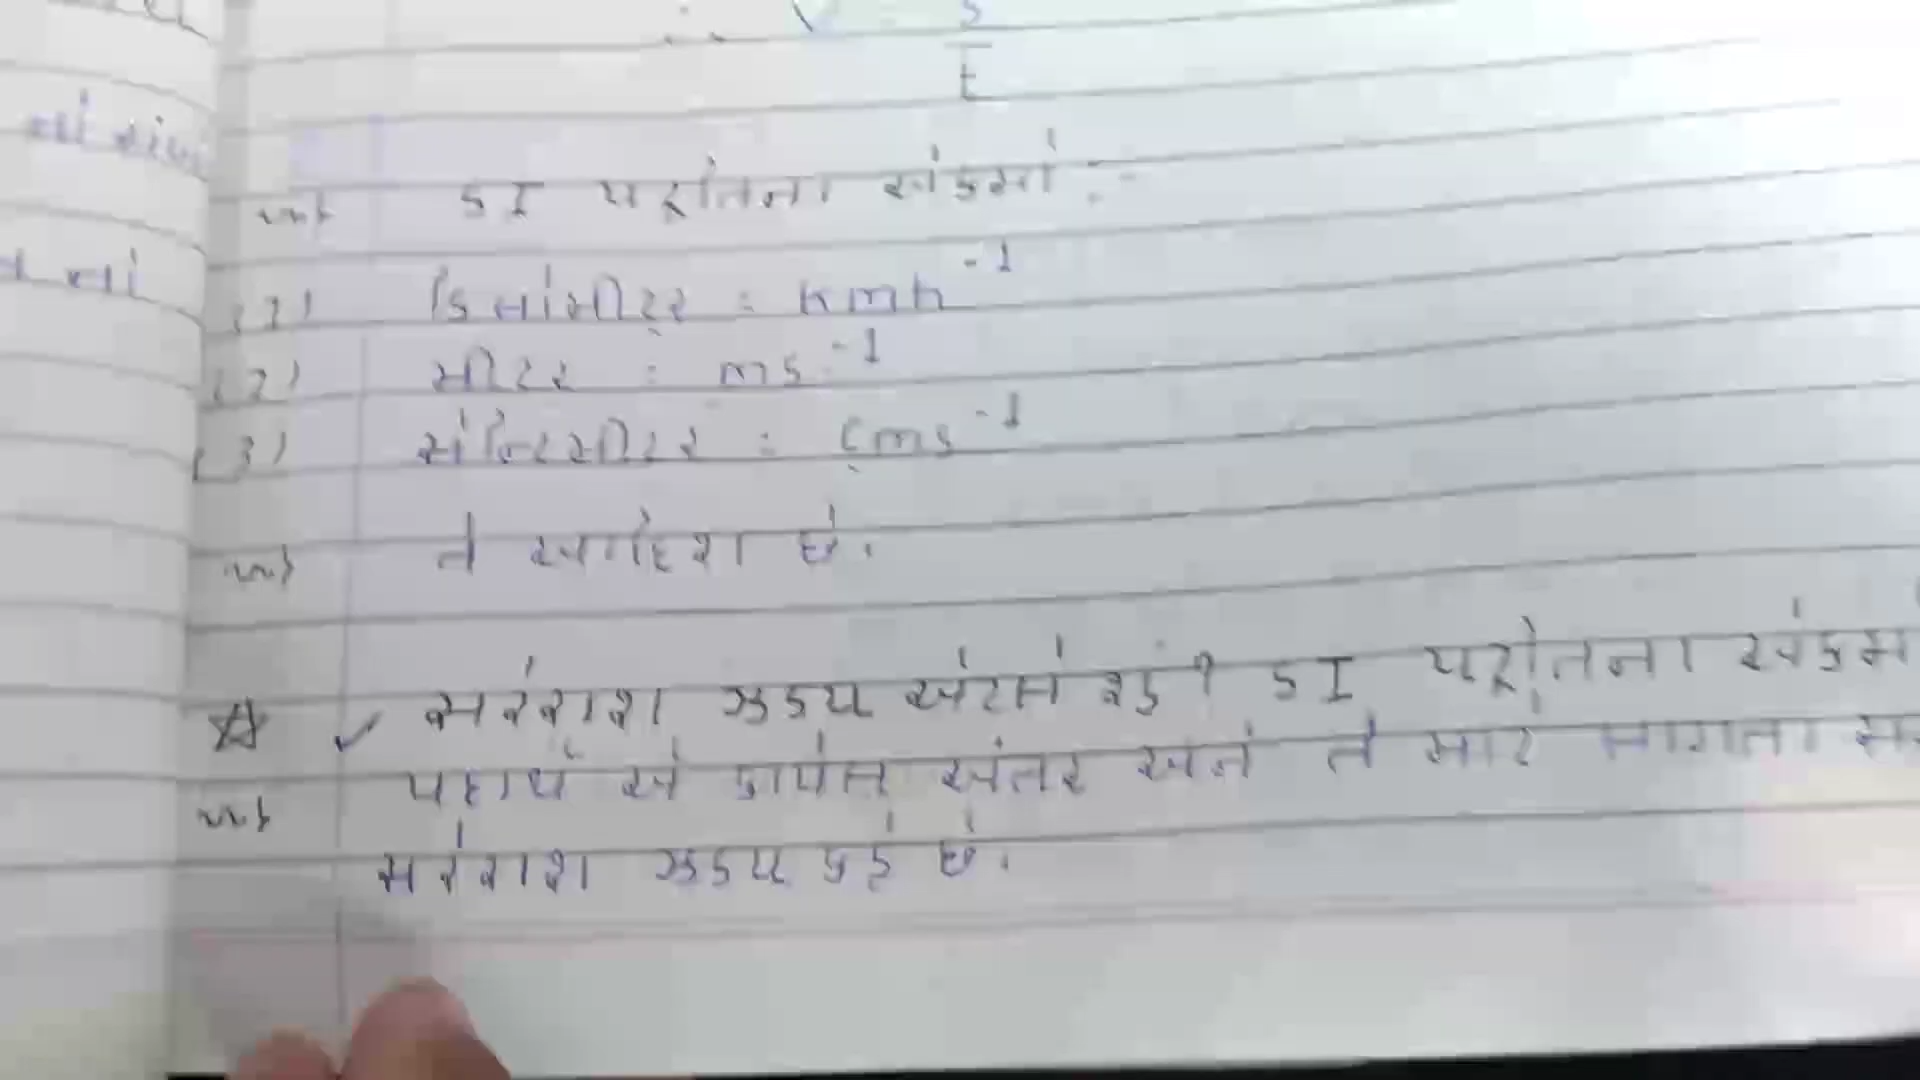 s
t
SI પદ્ધતિના એકમો :-
(1) કિલોમીટર : kmh⁻¹
(2) મીટર : ms⁻¹
(3) સેન્ટિમીટર : cms⁻¹
તે અદિશ છે.
સરેરાશ ઝડપ એટલે શું? SI પદ્ધતિના એકમ
પદાર્થે એ કાપેલ અંતર અને તે માટે લાગતા
સરેરાશ ઝડપ કહે છે.